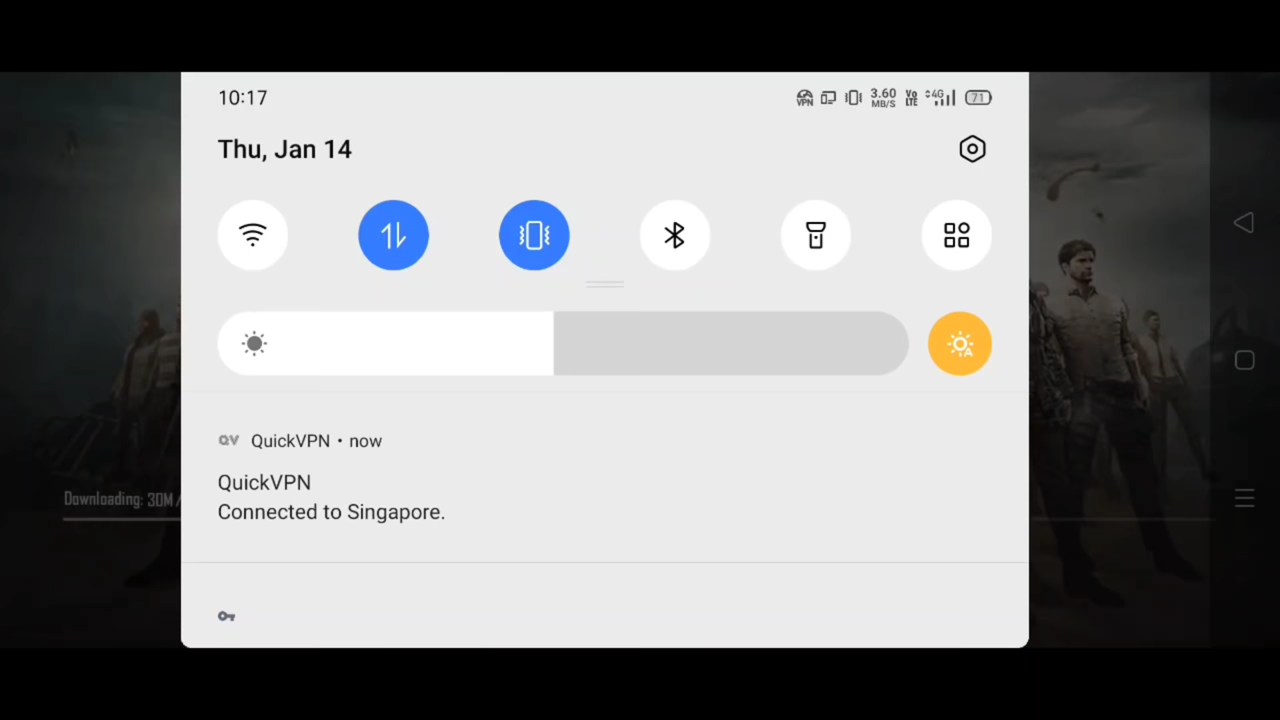 10:17
VPN
3.60
MB/S
Vo
LTE
4G
71
Thu, Jan 14
A
QV QuickVPN • now
QuickVPN
Connected to Singapore.
Downloading: 30M /